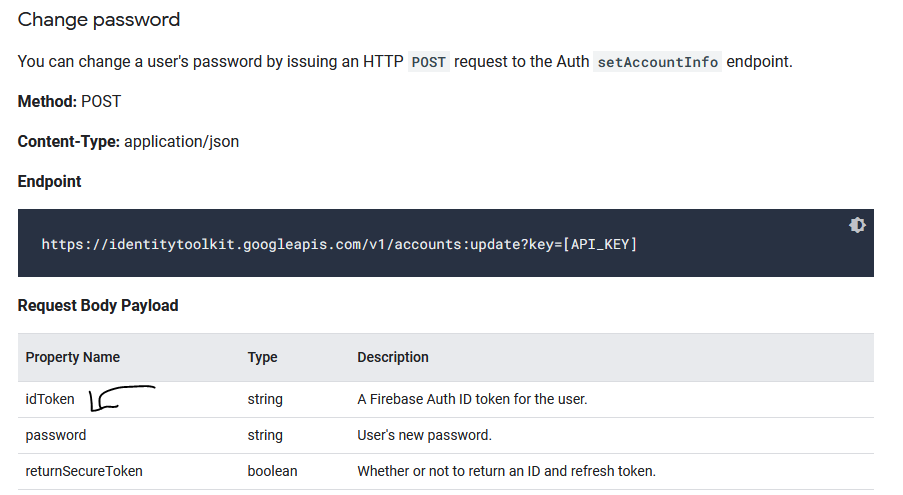 Change password
You can change a user's password by issuing an HTTP POST request to the Auth setAccountInfo endpoint.
Method: POST
Content-Type: application/json
Endpoint
https://identitytoolkit.googleapis.com/v1/accounts:update?key=[API_KEY]
Request Body Payload
Property Name Type Description
idToken string A Firebase Auth ID token for the user.
password string User's new password.
returnSecureToken boolean Whether or not to return an ID and refresh token.